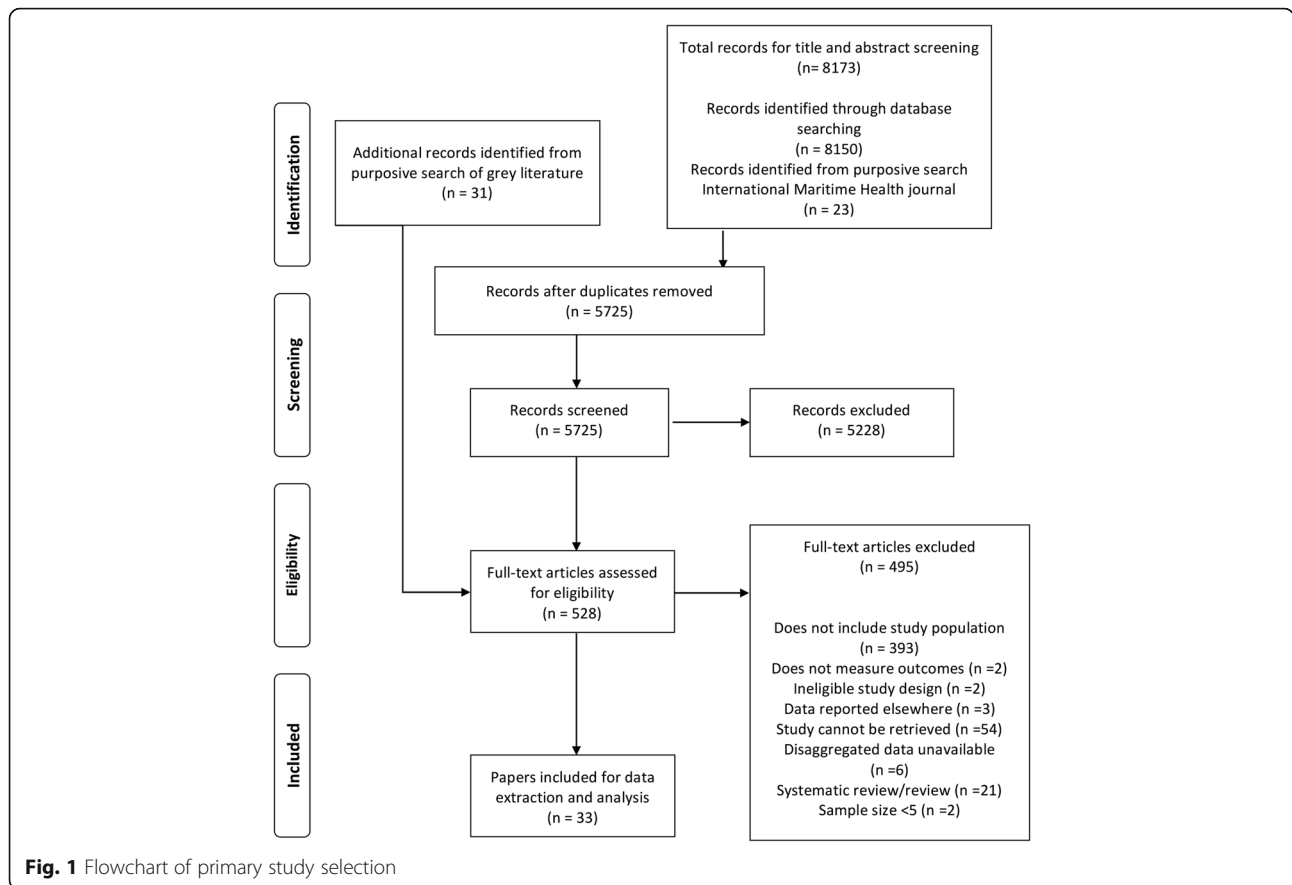 Identification
Additional records identified from
purposive search of grey literature
(n = 31)
Total records for title and abstract screening
(n= 8173)
Records identified through database
searching
(n = 8150)
Records identified from purposive search
International Maritime Health journal
(n = 23)
Screening
Records after duplicates removed
(n = 5725)
Records screened
(n = 5725)
Records excluded
(n = 5228)
Eligibility
Full-text articles assessed
for eligibility
(n = 528)
Full-text articles excluded
(n = 495)
Does not include study population
(n = 393)
Does not measure outcomes (n =2)
Ineligible study design (n =2)
Data reported elsewhere (n =3)
Study cannot be retrieved (n =54)
Disaggregated data unavailable
(n =6)
Systematic review/review (n =21)
Sample size <5 (n =2)
Included
Papers included for data
extraction and analysis
(n = 33)
Fig. 1 Flowchart of primary study selection